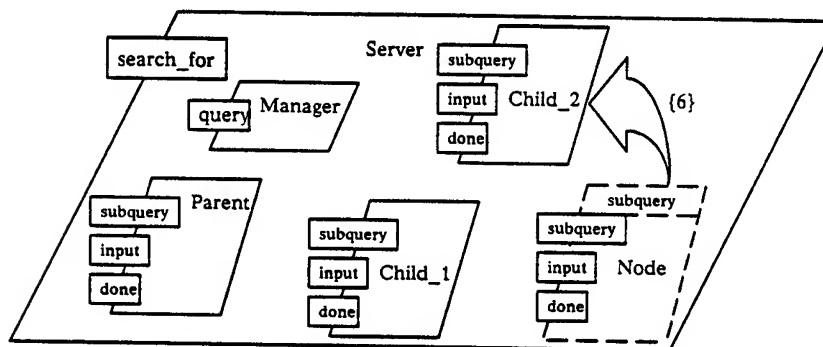 search_for
Server
query
Manager
subquery
input
done
Child_2
{6}
subquery
input
done
Parent
subquery
input
done
Child_1
subquery
subquery
input
done
Node